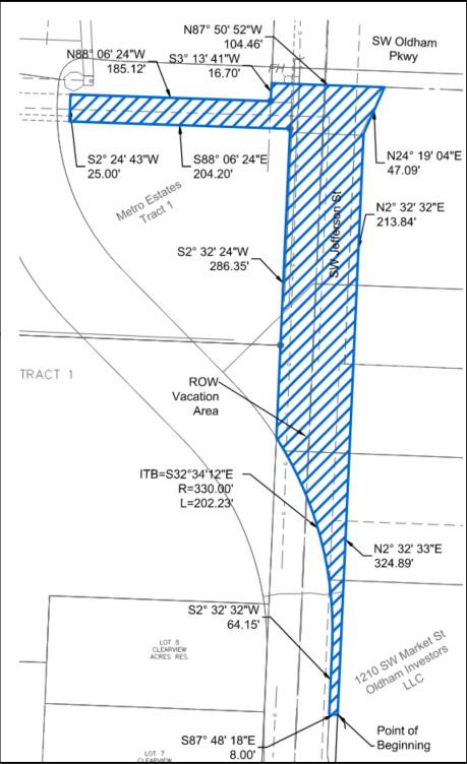 N87° 50' 52"W
104.46'
SW Oldham
Pkwy
N88° 06' 24"W
185.12'
S3° 13' 41"W
16.70'
FH
S2° 24' 43"W
25.00'
S88° 06' 24"E
204.20'
N24° 19' 04"E
47.09'
Metro Estates
Tract 1
SW Jefferson St
N2° 32' 32"E
213.84'
S2° 32' 24"W
286.35'
TRACT 1
ROW
Vacation
Area
ITB=S32°34'12"E
R=330.00'
L=202.23'
N2° 32' 33"E
324.89'
S2° 32' 32"W
64.15'
LOT 8
CLEARVIEW
ACRES RES.
1210 SW Market St
Oldham Investors
LLC
S87° 48' 18"E
8.00'
Point of
Beginning
LOT 7
CLEARVIEW